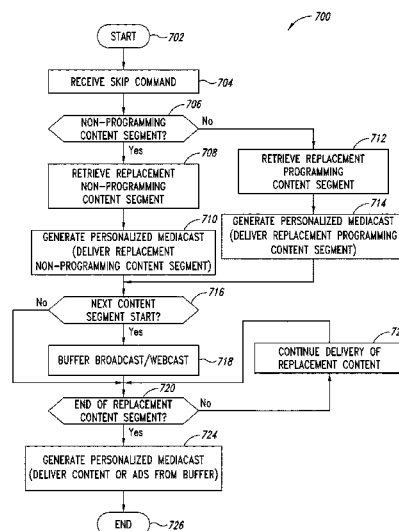 700
START
702
RECEIVE SKIP COMMAND
704
706
NON-PROGRAMMING
CONTENT SEGMENT?
No
Yes
708
RETRIEVE REPLACEMENT
NON-PROGRAMMING
CONTENT SEGMENT
712
RETRIEVE REPLACEMENT
PROGRAMMING
CONTENT SEGMENT
710
GENERATE PERSONALIZED MEDIACAST
(DELIVER REPLACEMENT
NON-PROGRAMMING CONTENT SEGMENT)
714
GENERATE PERSONALIZED MEDIACAST
(DELIVER REPLACEMENT PROGRAMMING
CONTENT SEGMENT)
716
No
NEXT CONTENT
SEGMENT START?
Yes
BUFFER BROADCAST/WEBCAST
718
CONTINUE DELIVERY OF
REPLACEMENT CONTENT
720
END OF REPLACEMENT
CONTENT SEGMENT?
No
Yes
724
GENERATE PERSONALIZED MEDIACAST
(DELIVER CONTENT OR ADS FROM BUFFER)
END
726